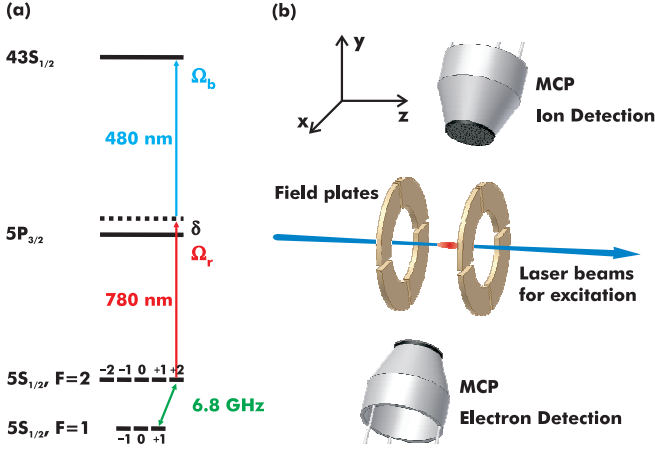 (a)
43S1/2
Ωb
480 nm
5P3/2
δ
Ωr
780 nm
−2 −1 0 +1 +2
5S1/2, F=2
6.8 GHz
5S1/2, F=1
−1 0 +1
(b)
y
x
z
MCP
Ion Detection
Field plates
Laser beams
for excitation
MCP
Electron Detection